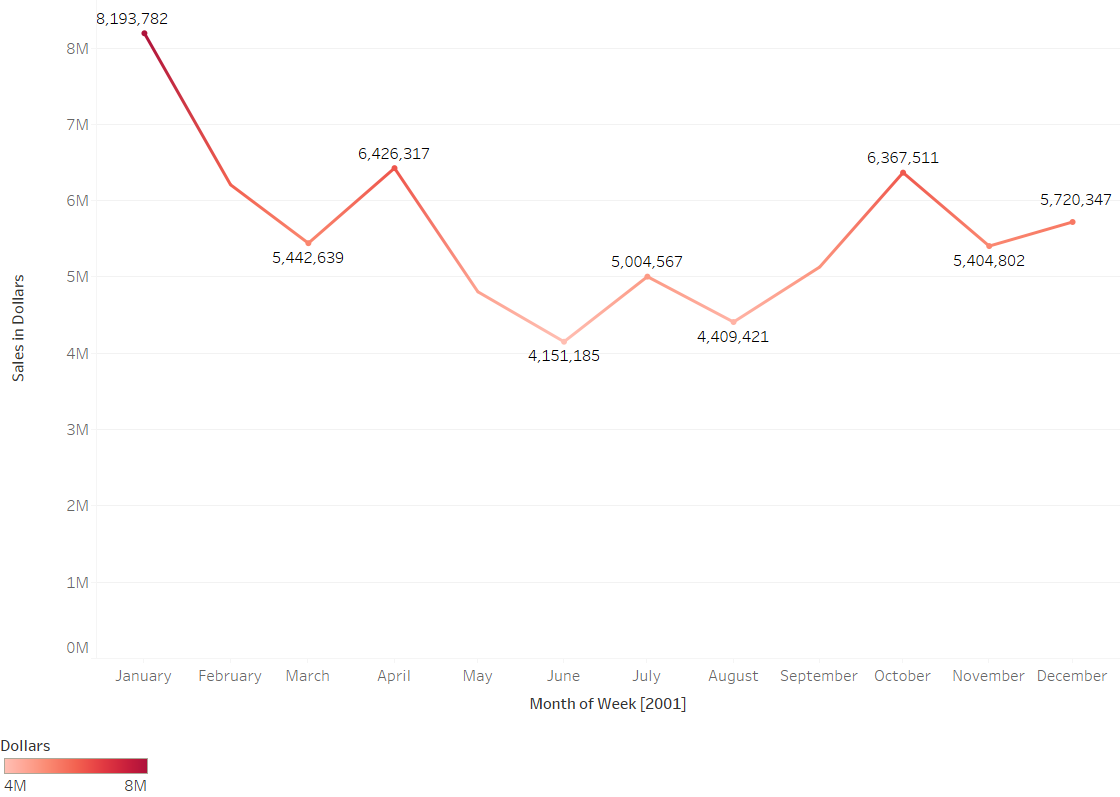 8,193,782
8M
7M
6,426,317
6,367,511
6M
5,720,347
5,442,639
5,004,567
5,404,802
5M
4,409,421
4,151,185
4M
Sales in Dollars
3M
2M
1M
0M
January February March April May June July August September October November December
Month of Week [2001]
Dollars
4M 8M